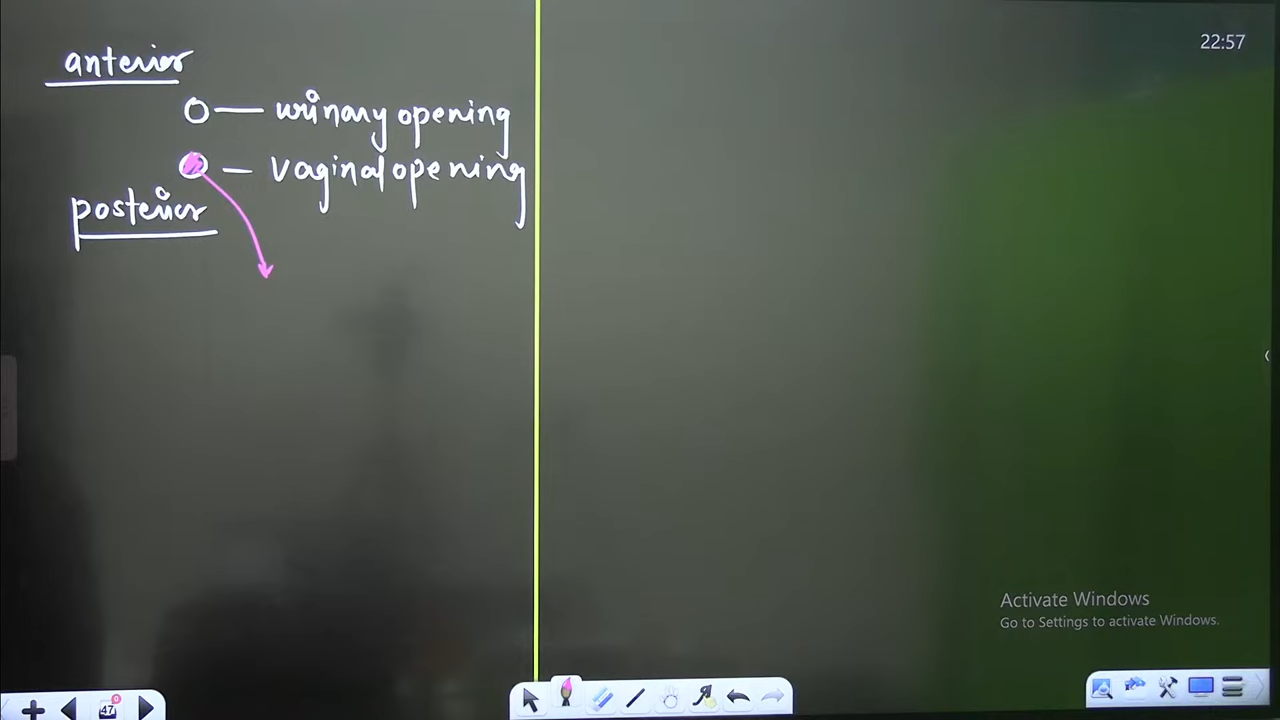 22:57
anterior
urinary opening
vaginal opening
posterior
47
Activate Windows
Go to Settings to activate Windows.